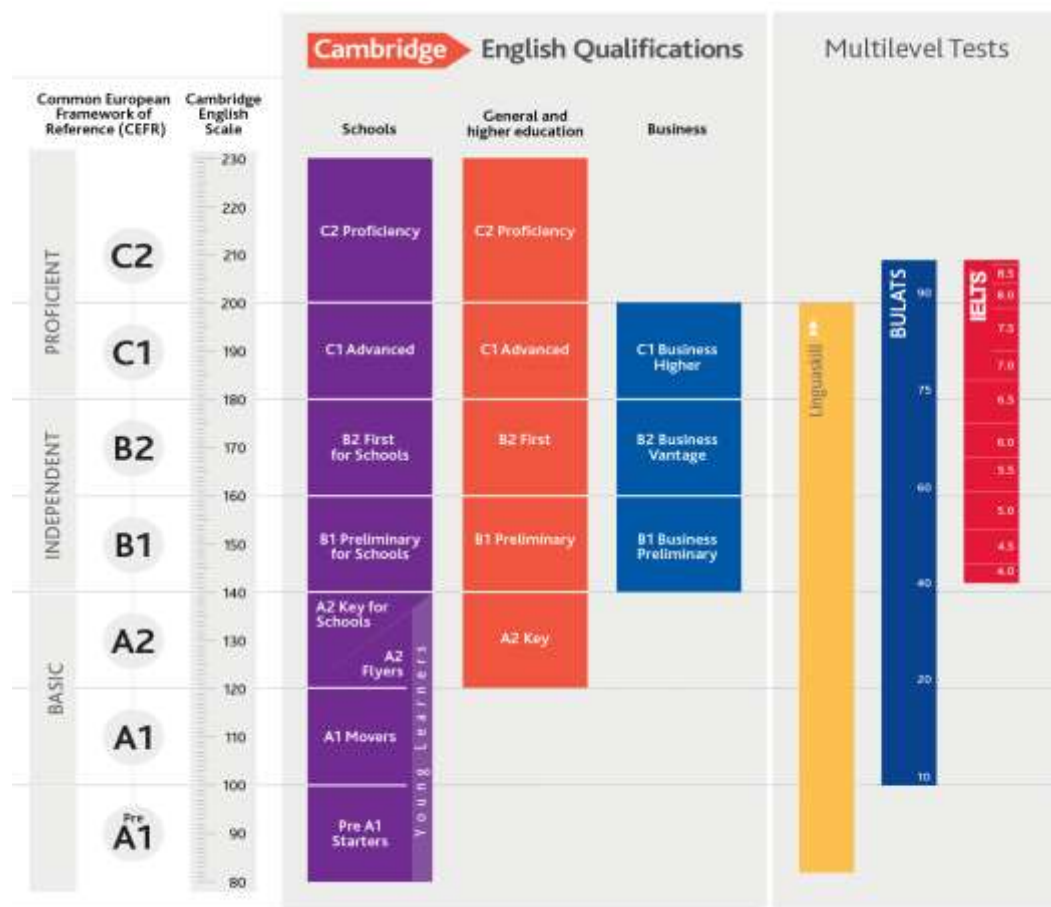 Cambridge English Qualifications
Multilevel Tests
Common European
Framework of
Reference (CEFR)
Cambridge
English
Scale
Schools
General and
higher education
Business
PROFICIENT
INDEPENDENT
BASIC
C2
C1
B2
B1
A2
A1
Pre
A1
230
220
210
200
190
180
170
160
150
140
130
120
110
100
90
80
C2 Proficiency
C1 Advanced
B2 First
for Schools
B1 Preliminary
for Schools
A2 Key for
Schools
A2
Flyers
A1 Movers
Pre A1
Starters
Young Learners
C2 Proficiency
C1 Advanced
B2 First
B1 Preliminary
A2 Key
C1 Business
Higher
B2 Business
Vantage
B1 Business
Preliminary
Linguaskill
BULATS
90
75
60
40
20
10
IELTS
8.5
8.0
7.5
7.0
6.5
6.0
5.5
5.0
4.5
4.0